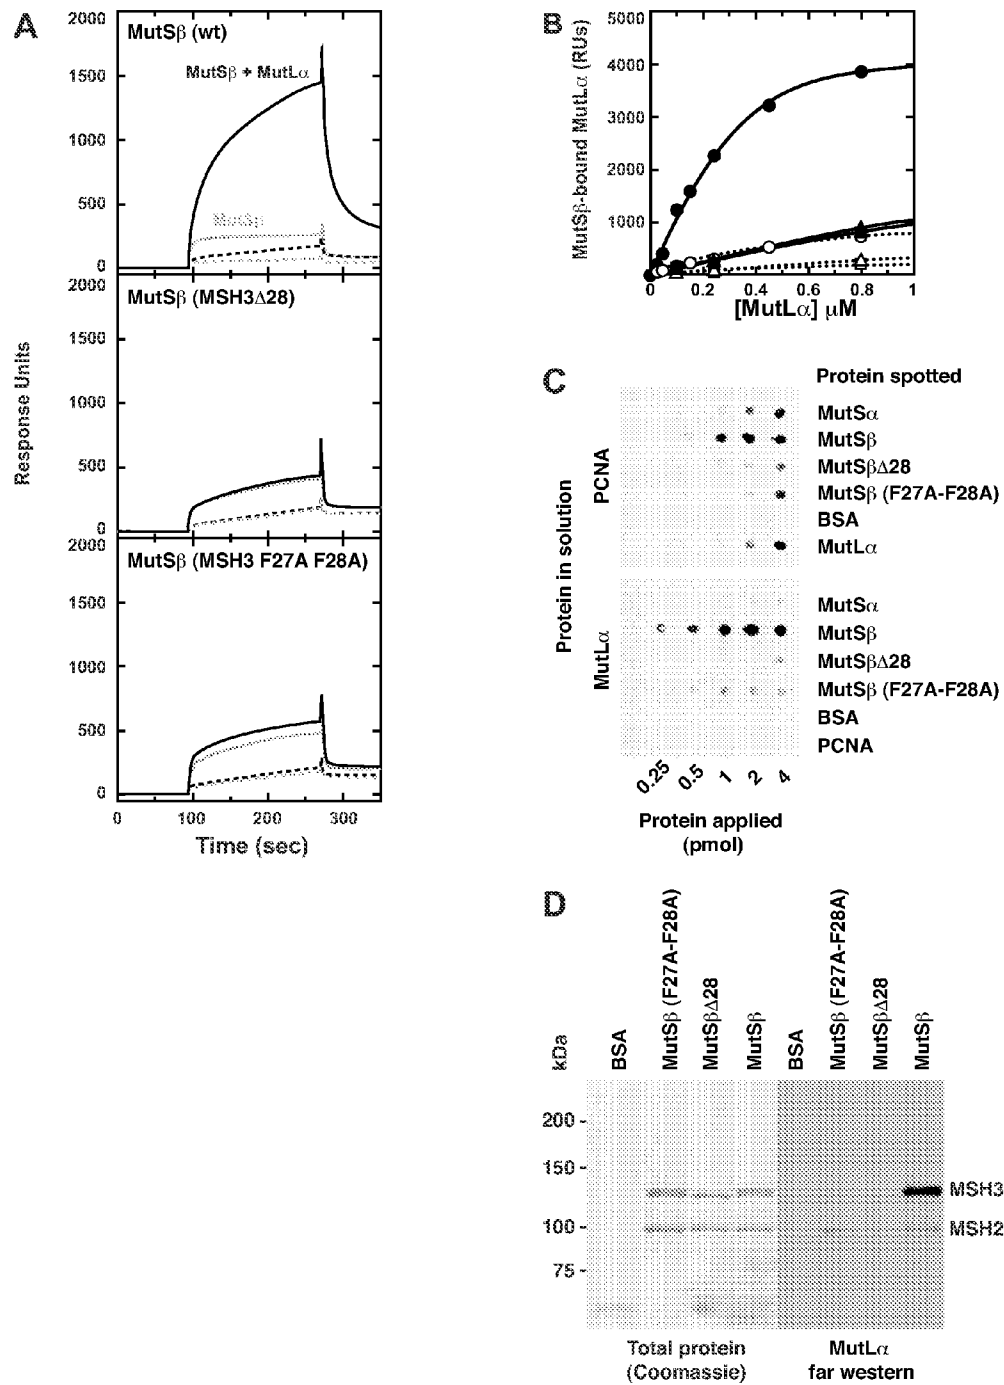 A
MutSβ (wt)
MutSβ + MutLα
MutSβ
2000
1500
1000
500
0
MutSβ (MSH3Δ28)
2000
1500
1000
500
0
MutSβ (MSH3 F27A F28A)
2000
1500
1000
500
0
0 100 200 300
Response Units
Time (sec)
B
MutSβ-bound MutLα (RUs)
5000
4000
3000
2000
1000
0 0.2 0.4 0.6 0.8 1
[MutLα] μM
C
Protein spotted
Protein in solution
PCNA
MutSα
MutSβ
MutSβΔ28
MutSβ (F27A-F28A)
BSA
MutLα
MutLα
MutSα
MutSβ
MutSβΔ28
MutSβ (F27A-F28A)
BSA
PCNA
0.25 0.5 1 2 4
Protein applied
(pmol)
D
kDa
BSA
MutSβ (F27A-F28A)
MutSβΔ28
MutSβ
BSA
MutSβ (F27A-F28A)
MutSβΔ28
MutSβ
200 -
150 -
100 -
75 -
MSH3
MSH2
Total protein
(Coomassie)
MutLα
far western